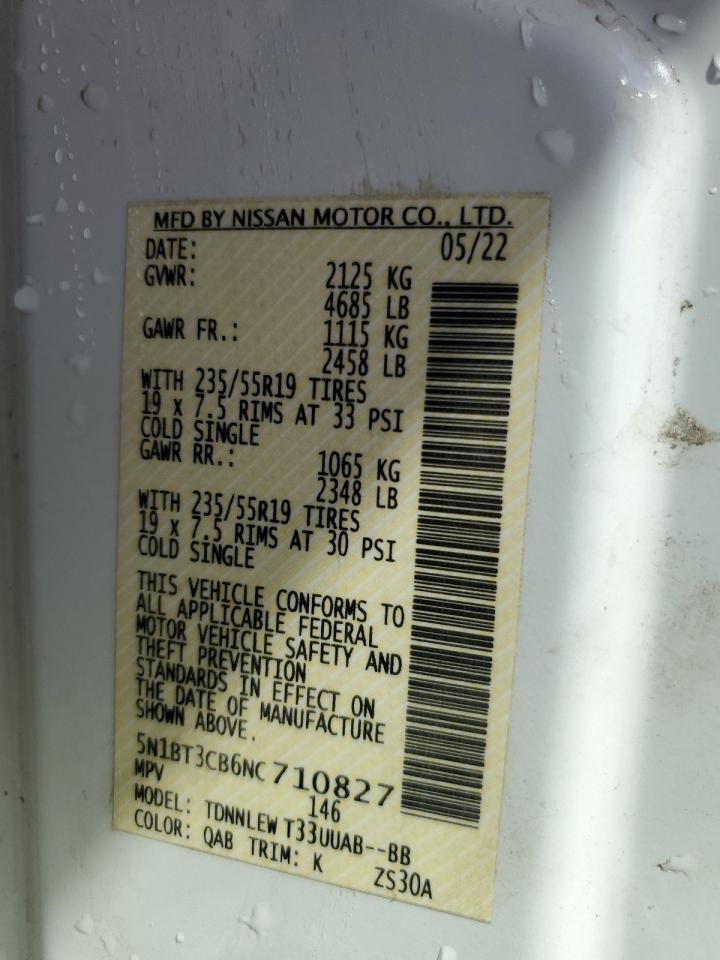 MFD BY NISSAN MOTOR CO., LTD.
DATE: 05/22
GVWR: 2125 KG
4685 LB
GAWR FR.: 1115 KG
2458 LB
WITH 235/55R19 TIRES
19 x 7.5 RIMS AT 33 PSI
COLD SINGLE
GAWR RR.: 1065 KG
2348 LB
WITH 235/55R19 TIRES
19 x 7.5 RIMS AT 30 PSI
COLD SINGLE
THIS VEHICLE CONFORMS TO
ALL APPLICABLE FEDERAL
MOTOR VEHICLE SAFETY AND
THEFT PREVENTION
STANDARDS IN EFFECT ON
THE DATE OF MANUFACTURE
SHOWN ABOVE.
5N1BT3CB6NC710827
MPV 146
MODEL: TDNNLEW T33UUAB--BB
COLOR: QAB TRIM: K ZS30A